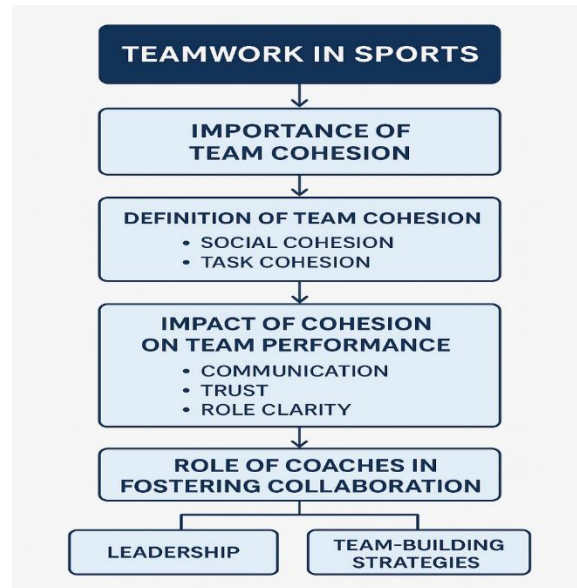 TEAMWORK IN SPORTS
IMPORTANCE OF
TEAM COHESION
DEFINITION OF TEAM COHESION
• SOCIAL COHESION
• TASK COHESION
IMPACT OF COHESION
ON TEAM PERFORMANCE
• COMMUNICATION
• TRUST
• ROLE CLARITY
ROLE OF COACHES IN
FOSTERING COLLABORATION
LEADERSHIP
TEAM-BUILDING
STRATEGIES